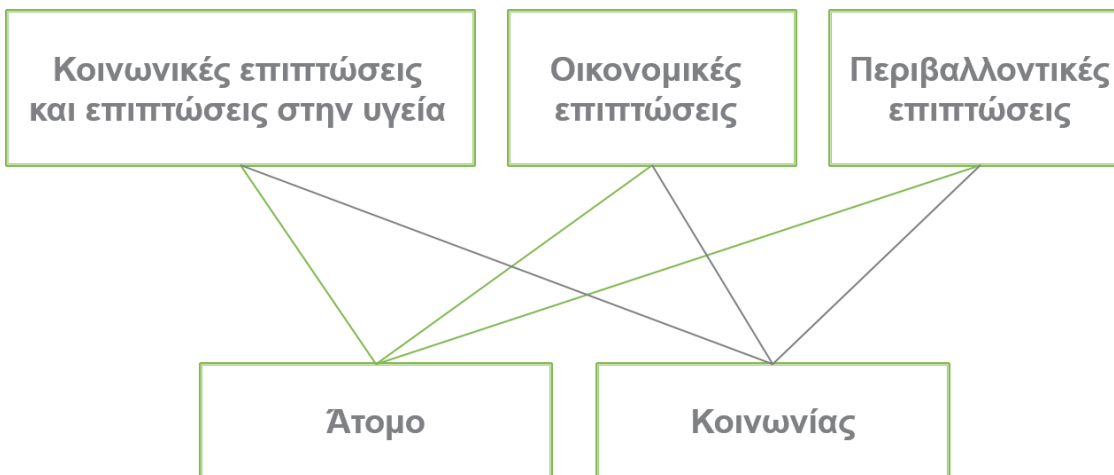 Κοινωνικές επιπτώσεις
και επιπτώσεις στην υγεία
Οικονομικές
επιπτώσεις
Περιβαλλοντικές
επιπτώσεις
Άτομο
Κοινωνίας